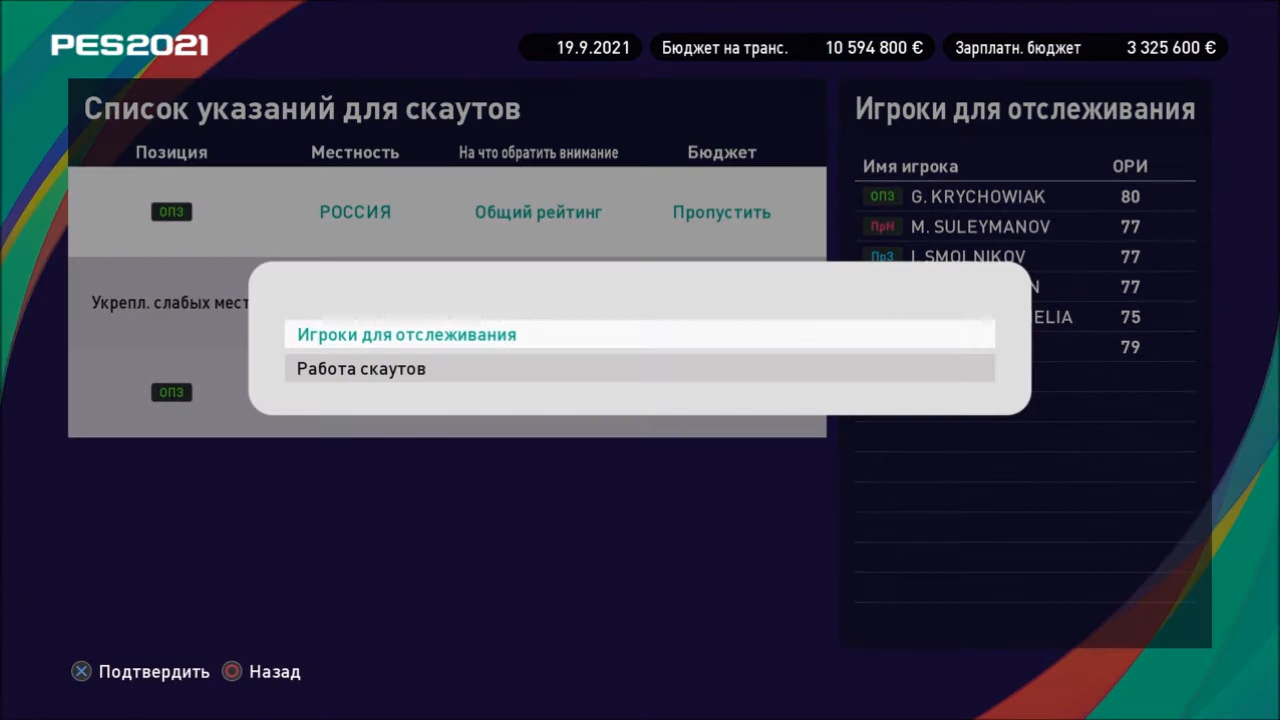 PES2021
19.9.2021
Бюджет на транс. 10 594 800 €
Зарплатн. бюджет 3 325 600 €
Список указаний для скаутов
Позиция Местность На что обратить внимание Бюджет
ОПЗ РОССИЯ Общий рейтинг Пропустить
Укрепл. слабых мест
ОПЗ
Игроки для отслеживания
Имя игрока ОРИ
ОПЗ G. KRYCHOWIAK 80
ПрН M. SULEYMANOV 77
ПрЗ I. SMOLNIKOV 77
N 77
ELIA 75
79
Игроки для отслеживания
Работа скаутов
Подтвердить Назад